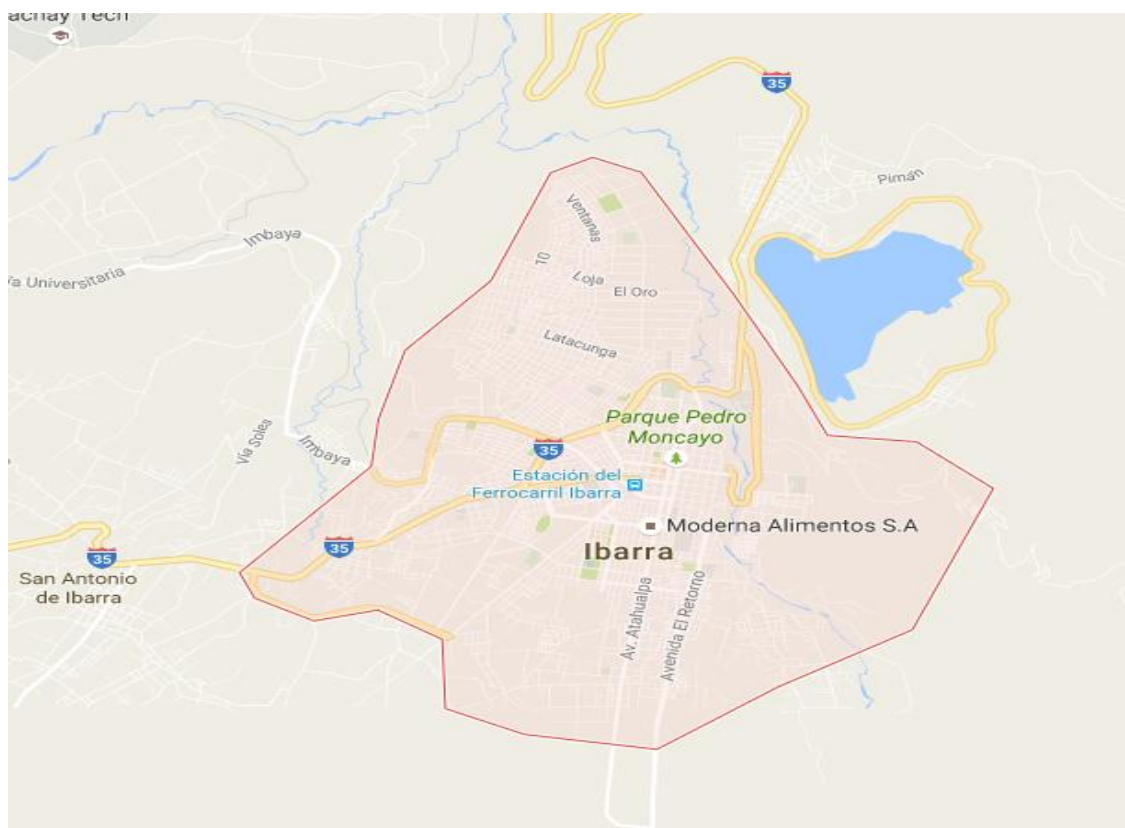 achay Tech
35
Pimán
Ventanas
Imbaya
10
Loja
ía Universitaria
El Oro
Latacunga
Parque Pedro
Moncayo
Vía Soles
Imbaya
35
Estación del
Ferrocarril Ibarra
Moderna Alimentos S.A
35
Ibarra
35
San Antonio
de Ibarra
Av. Atahualpa
Avenida El Retorno